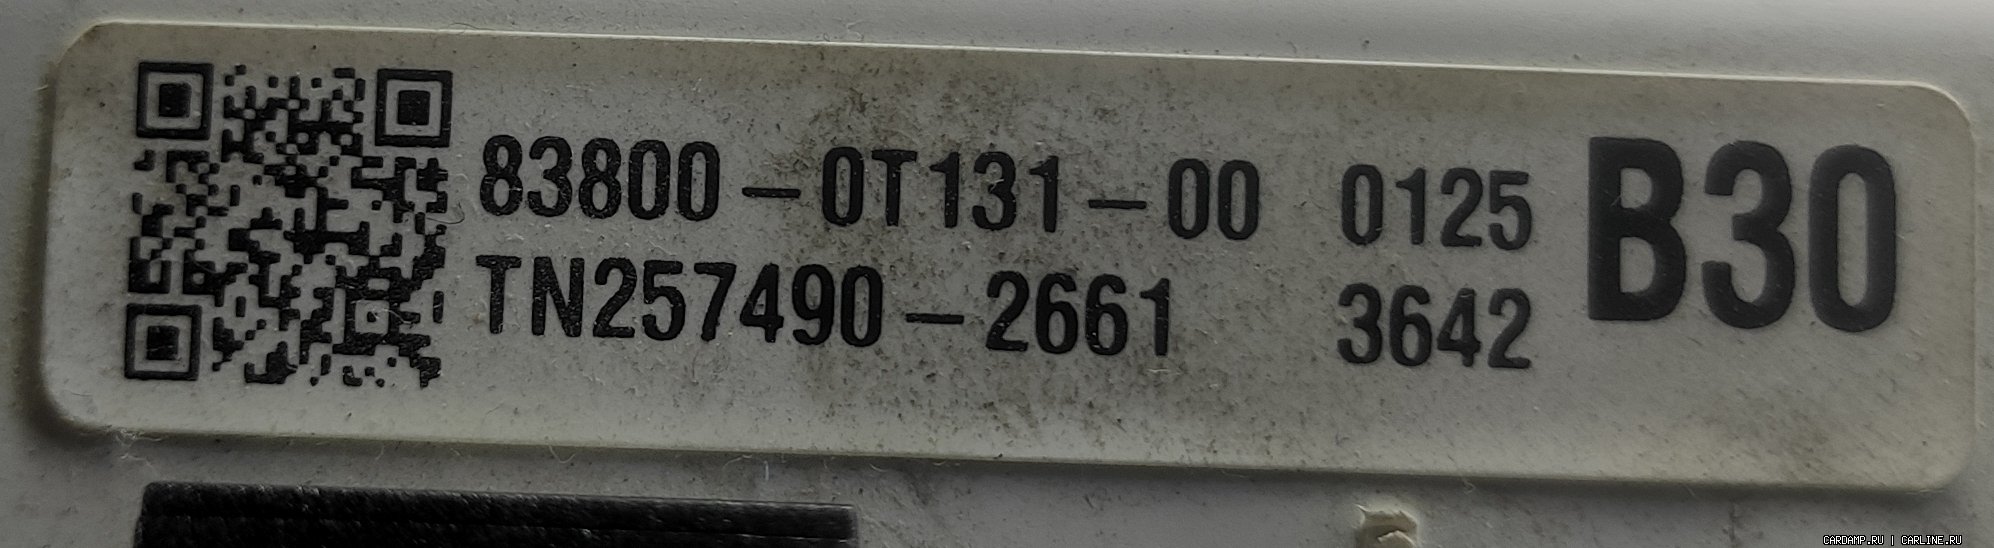 83800-0T131-00 0125 B30
TN257490-2661 3642
CARDAMP.RU | CARLINE.RU